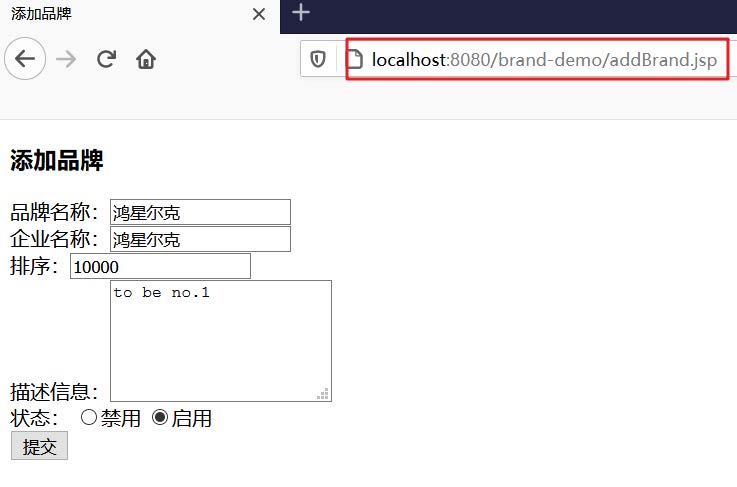 添加品牌
localhost:8080/brand-demo/addBrand.jsp
添加品牌
品牌名称：鸿星尔克
企业名称：鸿星尔克
排序：10000
to be no.1
描述信息：
状态： 禁用 启用
提交